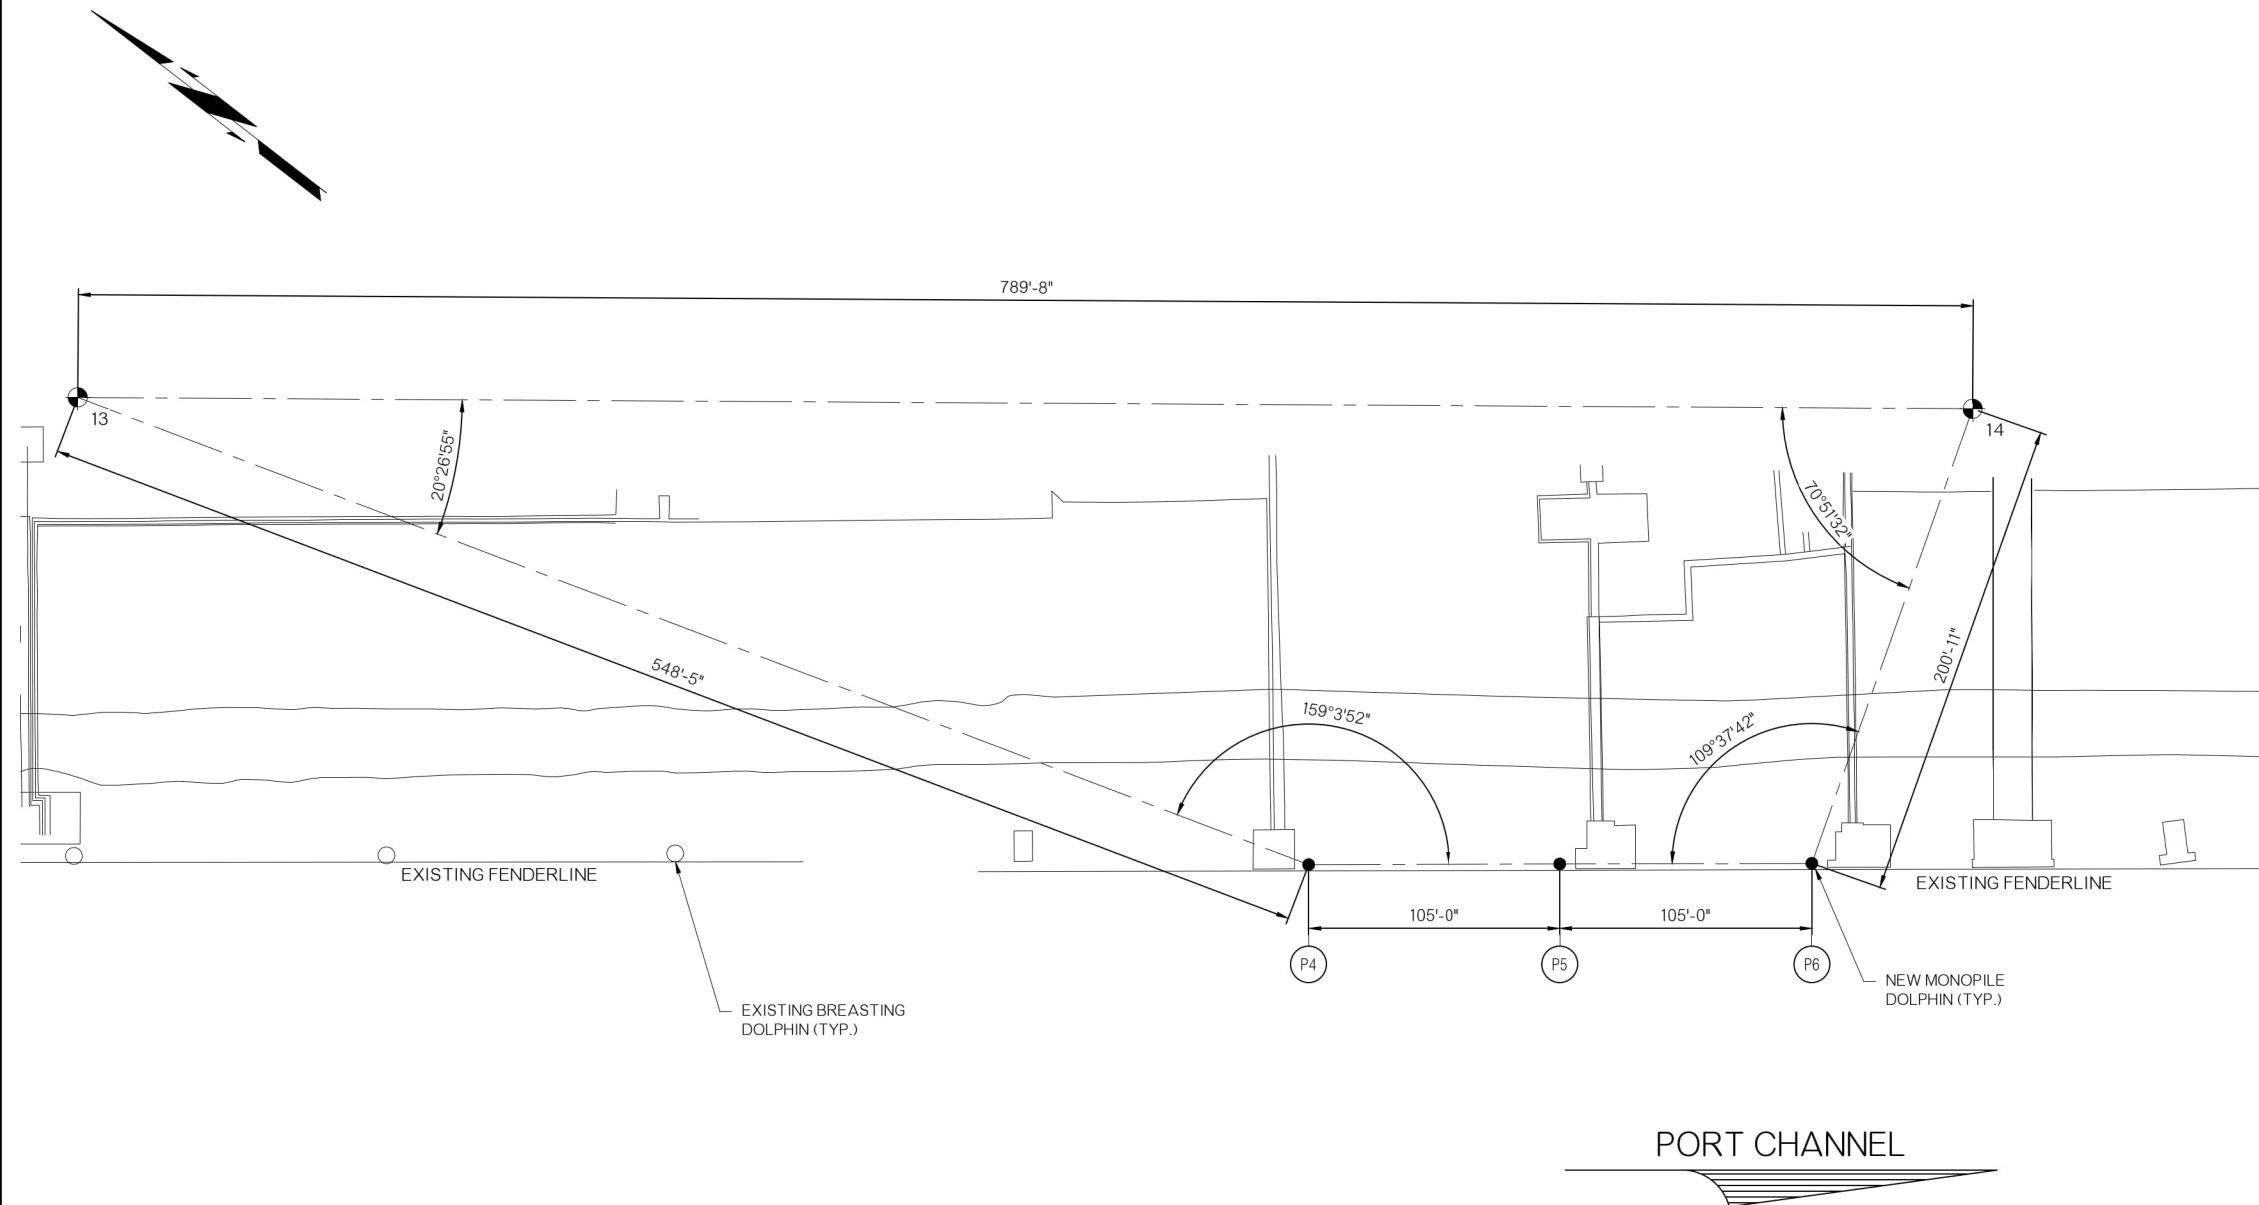 789'-8"
13
14
20°26'55"
70°51'32"
548'-5"
200'-11"
159°3'52"
109°37'42"
EXISTING FENDERLINE
EXISTING FENDERLINE
105'-0"
105'-0"
P4
P5
P6
NEW MONOPILE
DOLPHIN (TYP.)
EXISTING BREASTING
DOLPHIN (TYP.)
PORT CHANNEL